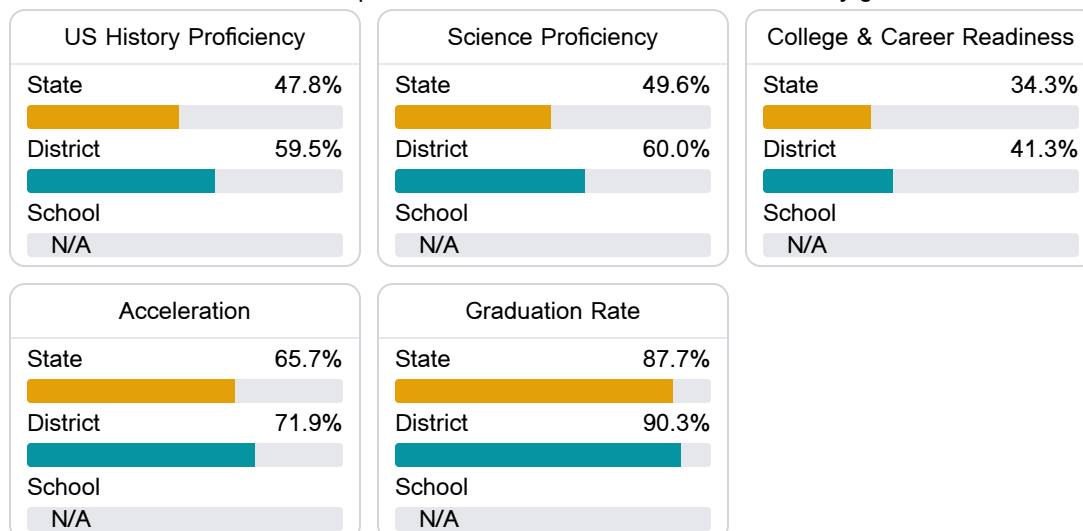 US History Proficiency
State 47.8%
District 59.5%
School
N/A
Science Proficiency
State 49.6%
District 60.0%
School
N/A
College & Career Readiness
State 34.3%
District 41.3%
School
N/A
Acceleration
State 65.7%
District 71.9%
School
N/A
Graduation Rate
State 87.7%
District 90.3%
School
N/A